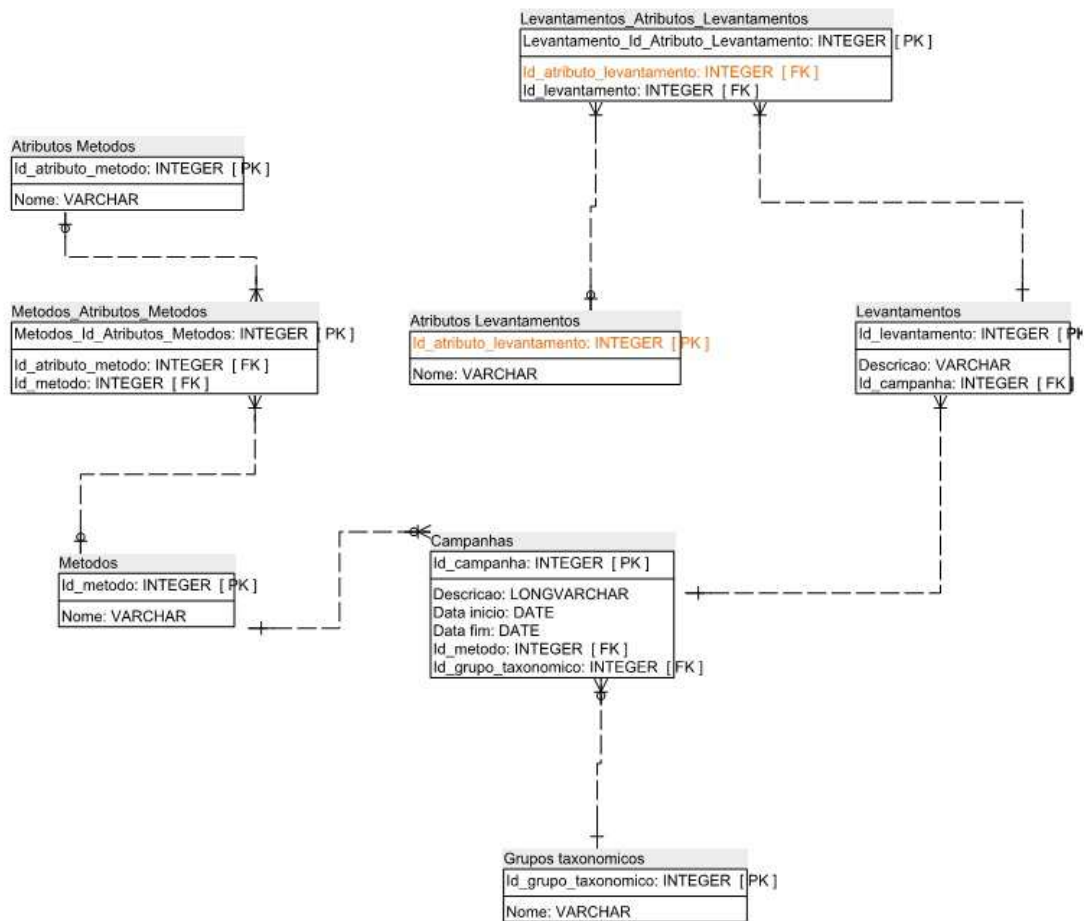 Levantamentos_Atributos_Levantamentos
Levantamento_Id_Atributo_Levantamento: INTEGER [ PK ]
Id_atributo_levantamento: INTEGER [ FK ]
Id_levantamento: INTEGER [ FK ]
Atributos Metodos
Id_atributo_metodo: INTEGER [ PK ]
Nome: VARCHAR
Metodos_Atributos_Metodos
Metodos_Id_Atributos_Metodos: INTEGER [ PK ]
Id_atributo_metodo: INTEGER [ FK ]
Id_metodo: INTEGER [ FK ]
Atributos Levantamentos
Id_atributo_levantamento: INTEGER [ PK ]
Nome: VARCHAR
Levantamentos
Id_levantamento: INTEGER [ PK
Descricao: VARCHAR
Id_campanha: INTEGER [ FK ]
Metodos
Id_metodo: INTEGER [ PK ]
Nome: VARCHAR
Campanhas
Id_campanha: INTEGER [ PK ]
Descricao: LONGVARCHAR
Data inicio: DATE
Data fim: DATE
Id_metodo: INTEGER [ FK ]
Id_grupo_taxonomico: INTEGER [ FK ]
Grupos taxonomicos
Id_grupo_taxonomico: INTEGER [ PK ]
Nome: VARCHAR